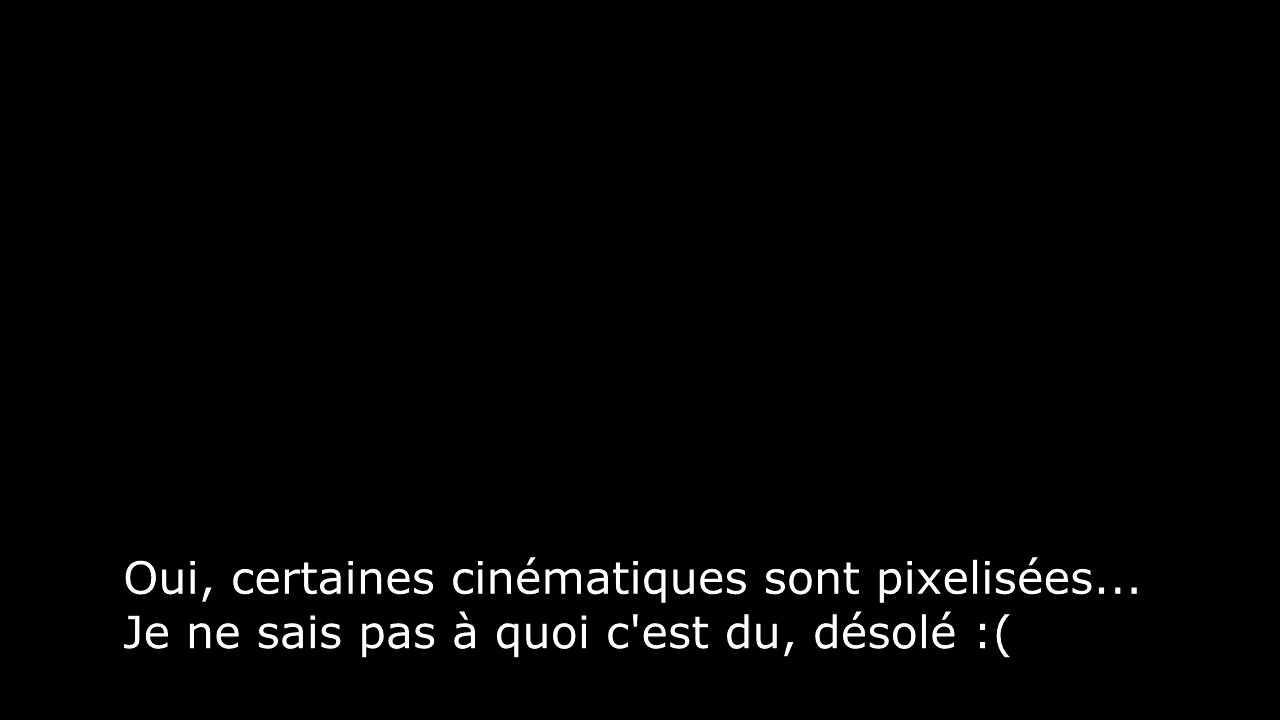 Oui, certaines cinématiques sont pixelisées...
Je ne sais pas à quoi c'est du, désolé :(